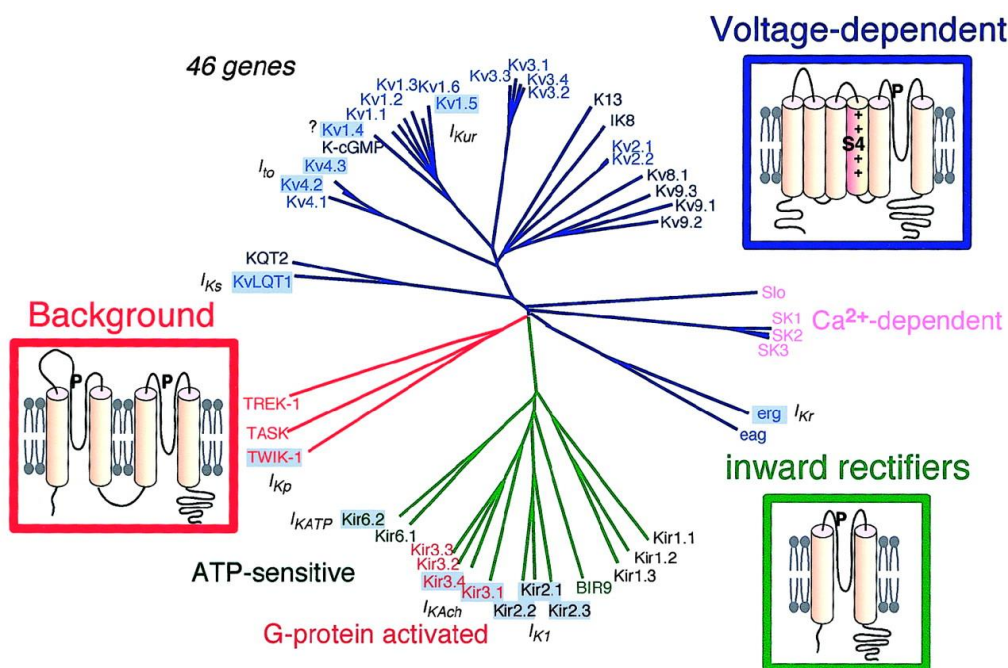 Voltage-dependent
46 genes
Kv1.3
Kv1.6
Kv1.2
Kv1.5
Kv1.1
? Kv1.4
K-cGMP
IKur
Kv3.1
Kv3.3
Kv3.4
Kv3.2
K13
IK8
Kv2.1
Kv2.2
Kv8.1
Kv9.3
Kv9.1
Kv9.2
Ito
Kv4.3
Kv4.2
Kv4.1
KQT2
IKs KvLQT1
P
S4
+
+
+
+
Slo
SK1
SK2
SK3
Ca2+-dependent
Background
P P
TREK-1
TASK
TWIK-1
IKp
erg IKr
eag
inward rectifiers
P
IKATP Kir6.2
Kir6.1
ATP-sensitive
Kir3.3
Kir3.2
Kir3.4
Kir3.1
IKAch
G-protein activated
Kir2.1
Kir2.2
Kir2.3
IK1
BIR9
Kir1.1
Kir1.2
Kir1.3